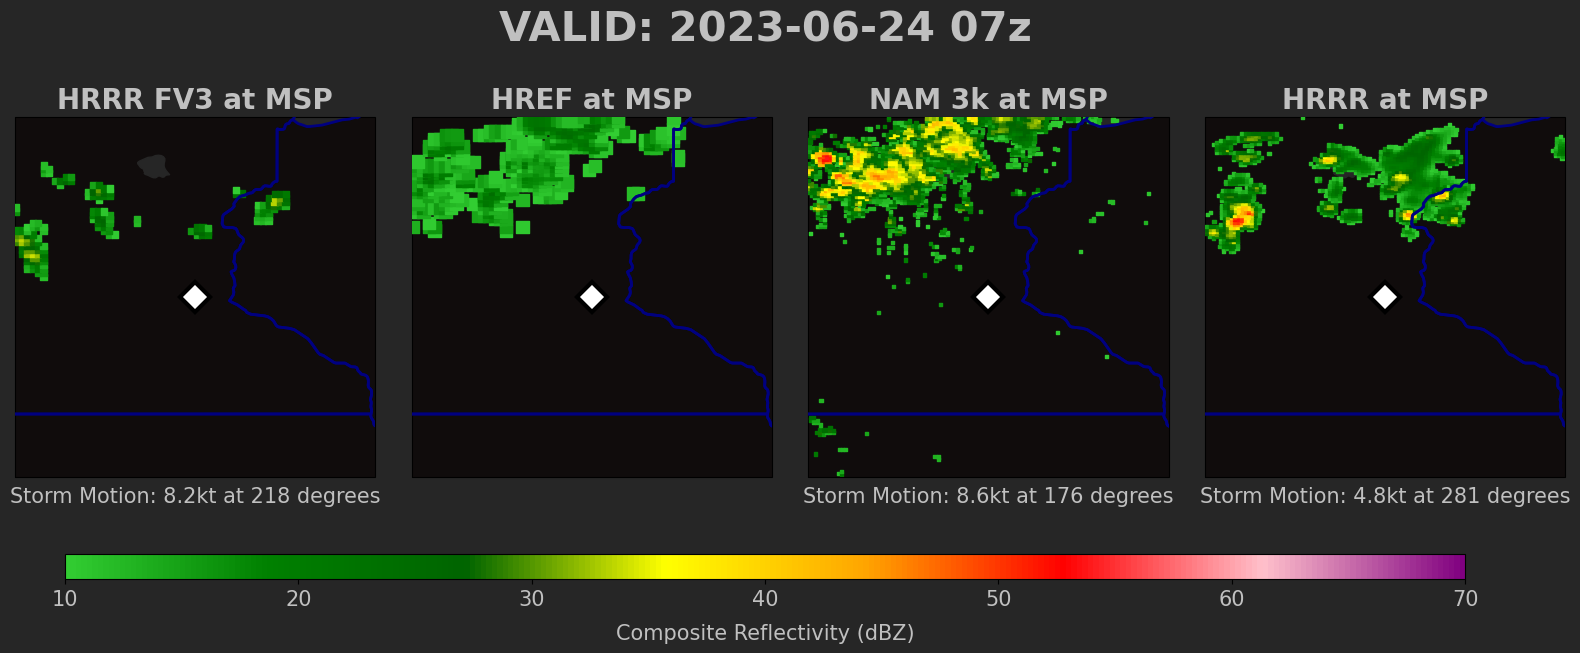 VALID: 2023-06-24 07z
HRRR FV3 at MSP
HREF at MSP
NAM 3k at MSP
HRRR at MSP
Storm Motion: 8.2kt at 218 degrees
Storm Motion: 8.6kt at 176 degrees
Storm Motion: 4.8kt at 281 degrees
10 20 30 40 50 60 70
Composite Reflectivity (dBZ)